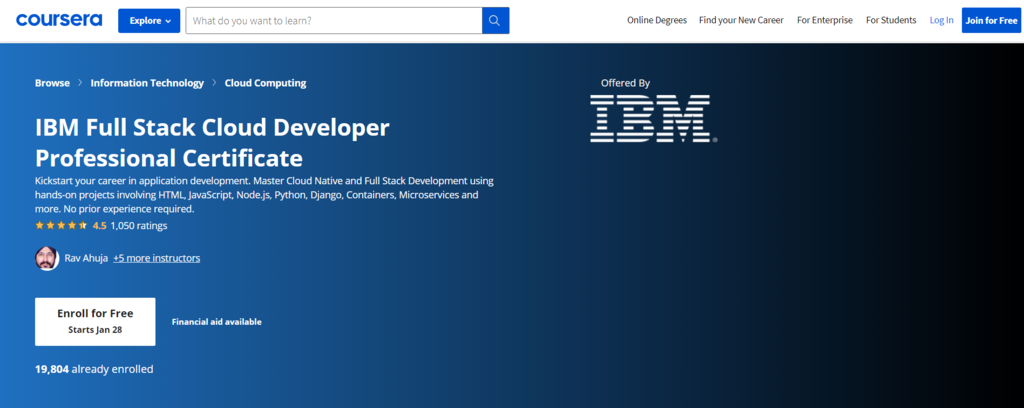 coursera
Explore
What do you want to learn?
Online Degrees
Find your New Career
For Enterprise
For Students
Log In
Join for Free
Browse > Information Technology > Cloud Computing
Offered By
IBM®
IBM Full Stack Cloud Developer
Professional Certificate
Kickstart your career in application development. Master Cloud Native and Full Stack Development using
hands-on projects involving HTML, JavaScript, Node.js, Python, Django, Containers, Microservices and
more. No prior experience required.
4.5 1,050 ratings
Rav Ahuja +5 more instructors
Enroll for Free
Starts Jan 28
Financial aid available
19,804 already enrolled